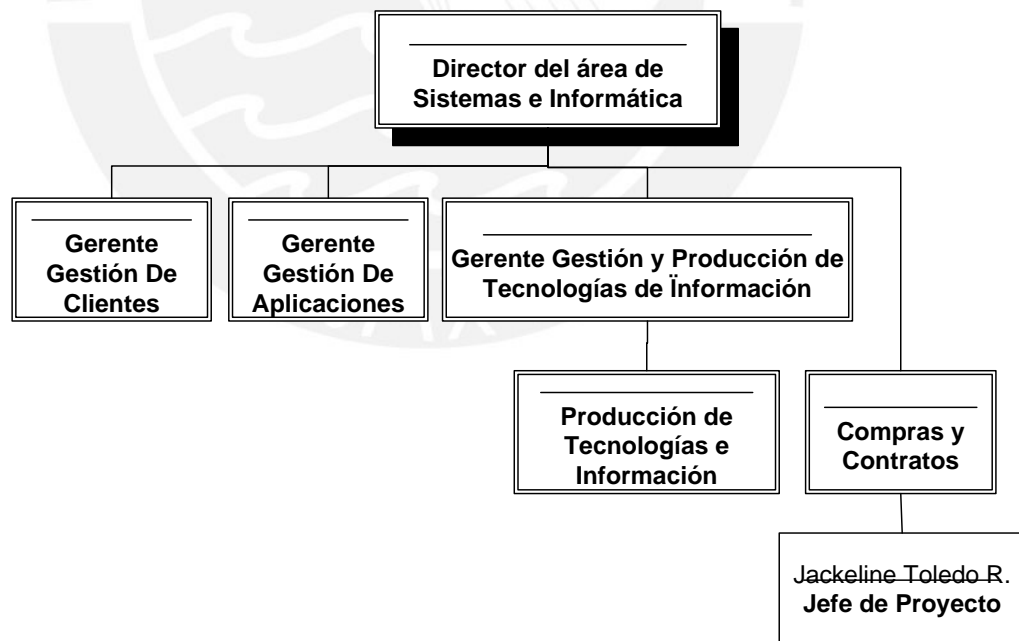 Director del área de
Sistemas e Informática
Gerente
Gestión De
Clientes
Gerente
Gestión De
Aplicaciones
Gerente Gestión y Producción de
Tecnologías de Ïnformación
Producción de
Tecnologías e
Información
Compras y
Contratos
Jackeline Toledo R.
Jefe de Proyecto